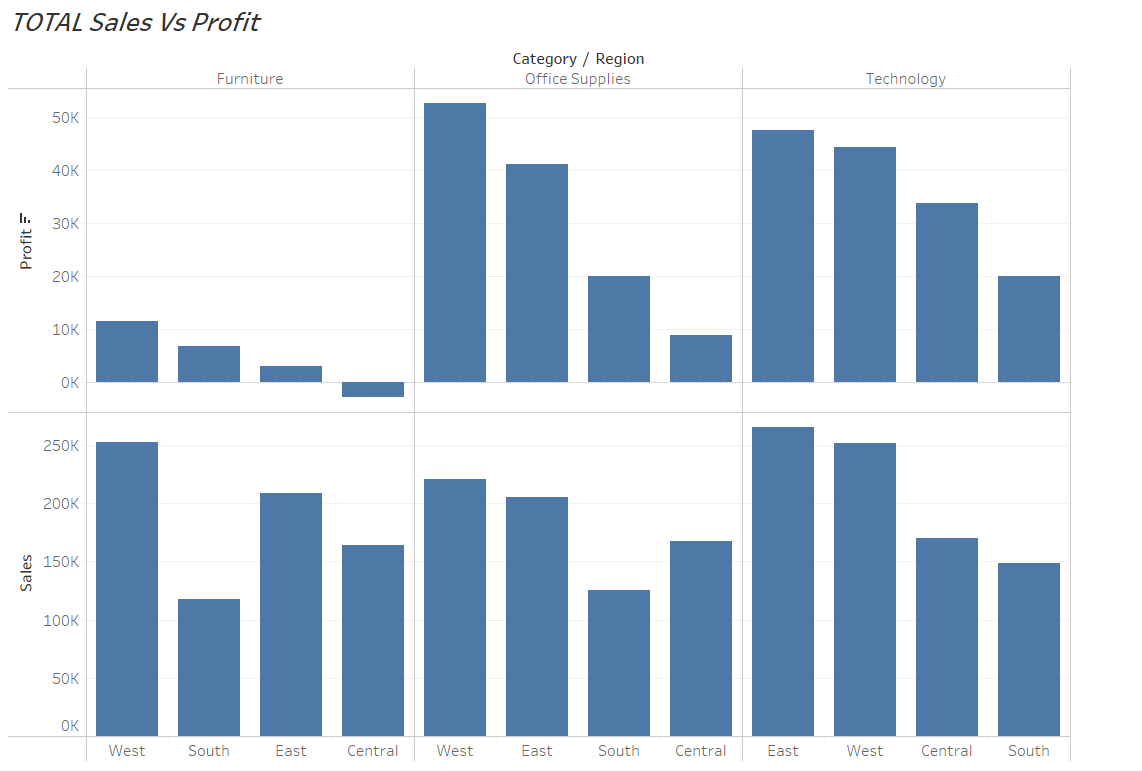 TOTAL Sales Vs Profit
Category / Region
Furniture Office Supplies Technology
50K
40K
30K
20K
10K
0K
Profit
250K
200K
150K
100K
50K
0K
Sales
West South East Central West East South Central East West Central South